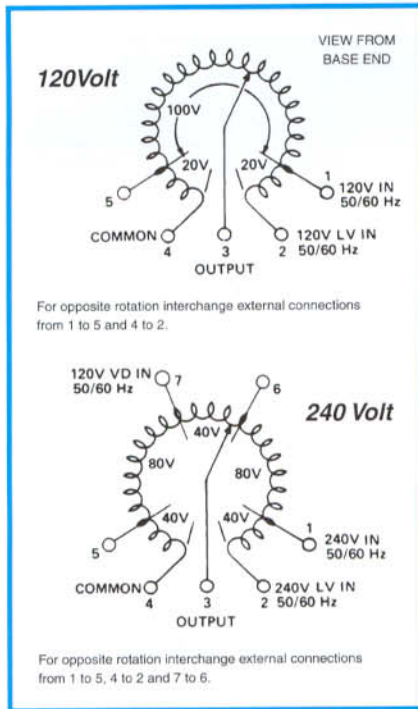 VIEW FROM
BASE END
120Volt
100V
20V
20V
1
120V IN
50/60 Hz
5
COMMON
4
3
2
120V LV IN
50/60 Hz
OUTPUT
For opposite rotation interchange external connections
from 1 to 5 and 4 to 2.
120V VD IN
50/60 Hz
7
6
240 Volt
40V
80V
80V
40V
40V
1
240V IN
50/60 Hz
5
COMMON
4
3
2
240V LV IN
50/60 Hz
OUTPUT
For opposite rotation interchange external connections
from 1 to 5, 4 to 2 and 7 to 6.